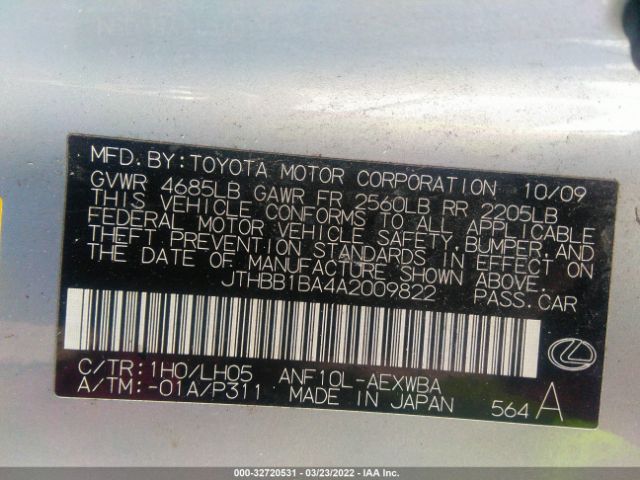 MFD.BY:TOYOTA MOTOR CORPORATION 10/09
GVWR 4685LB GAWR FR 2560LB RR 2205LB
THIS VEHICLE CONFORMS TO ALL APPLICABLE
FEDERAL MOTOR VEHICLE SAFETY,BUMPER,AND
THEFT PREVENTION STANDARDS IN EFFECT ON
THE DATE OF MANUFACTURE SHOWN ABOVE.
JTHBB1BA4A2009822 PASS.CAR
C/TR:1H0/LH05 ANF10L-AEXWBA
A/TM:-01A/P311 MADE IN JAPAN 564 A
000-32720531 - 03/23/2022 - IAA Inc.